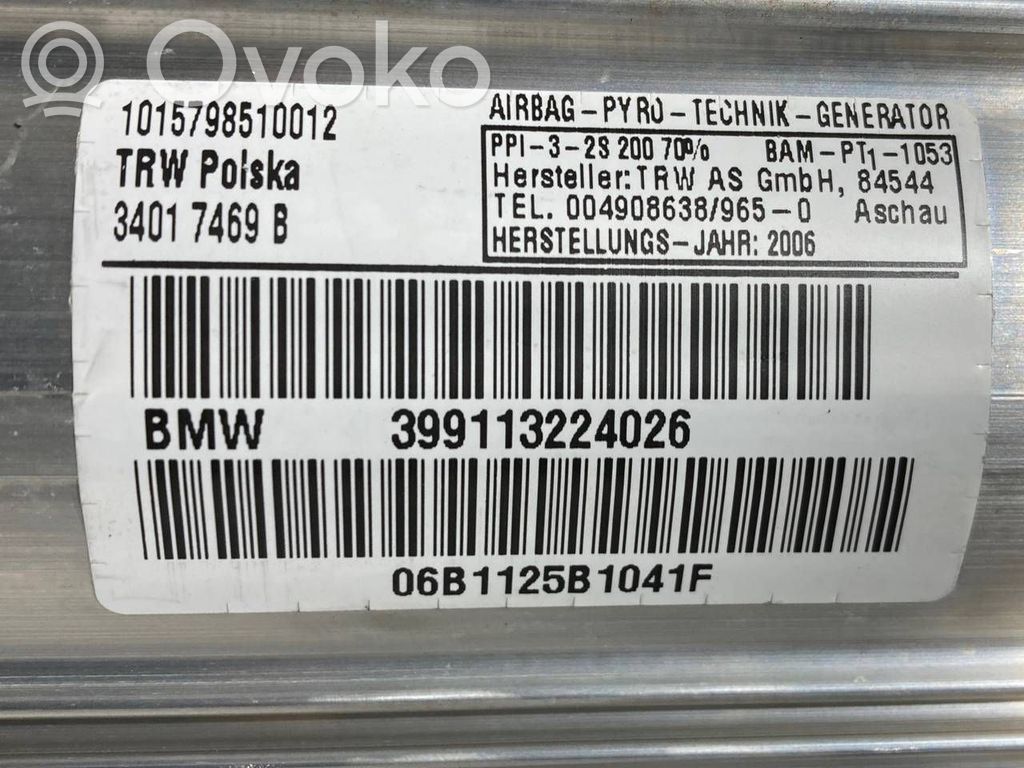 Ovoko
1015798510012
TRW Polska
3401 7469 B
AIRBAG-PYRO-TECHNIK-GENERATOR
PPI-3-2S 200 70% BAM-PT1-1053
Hersteller: TRW AS GmbH, 84544
TEL. 004908638/965-0 Aschau
HERSTELLUNGS-JAHR: 2006
BMW 399113224026
06B1125B1041F